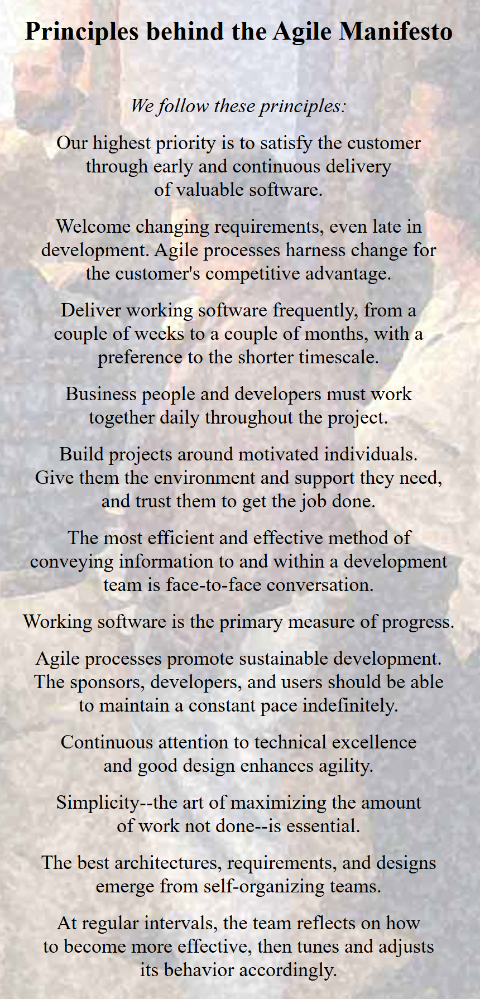 Principles behind the Agile Manifesto
We follow these principles:
Our highest priority is to satisfy the customer
through early and continuous delivery
of valuable software.
Welcome changing requirements, even late in
development. Agile processes harness change for
the customer's competitive advantage.
Deliver working software frequently, from a
couple of weeks to a couple of months, with a
preference to the shorter timescale.
Business people and developers must work
together daily throughout the project.
Build projects around motivated individuals.
Give them the environment and support they need,
and trust them to get the job done.
The most efficient and effective method of
conveying information to and within a development
team is face-to-face conversation.
Working software is the primary measure of progress.
Agile processes promote sustainable development.
The sponsors, developers, and users should be able
to maintain a constant pace indefinitely.
Continuous attention to technical excellence
and good design enhances agility.
Simplicity--the art of maximizing the amount
of work not done--is essential.
The best architectures, requirements, and designs
emerge from self-organizing teams.
At regular intervals, the team reflects on how
to become more effective, then tunes and adjusts
its behavior accordingly.